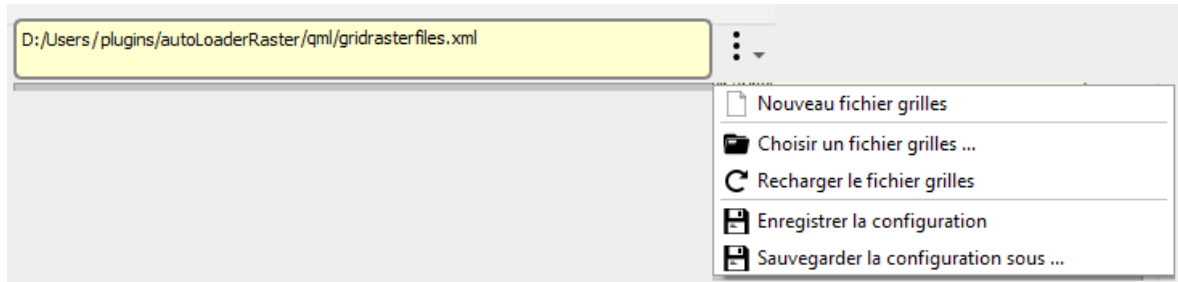 D:/Users/plugins/autoLoaderRaster/qml/gridrasterfiles.xml
Nouveau fichier grilles
Choisir un fichier grilles ...
Recharger le fichier grilles
Enregistrer la configuration
Sauvegarder la configuration sous ...